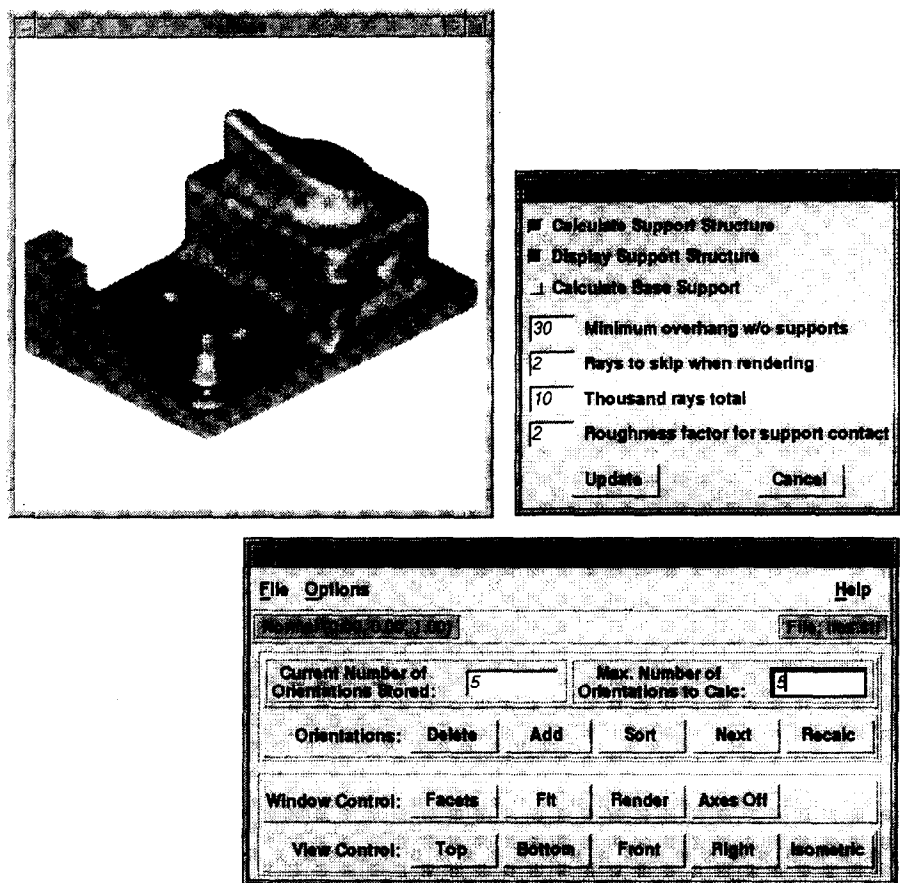 Calculate Support Structure
Display Support Structure
Calculate Base Support
30 Minimum overhang w/o supports
2 Rays to skip when rendering
10 Thousand rays total
2 Roughness factor for support contact
Update Cancel
File Options Help
Current Number of Orientations Stored: 5
Max. Number of Orientations to Calc: 5
Orientations: Delete Add Sort Next Recalc
Window Control: Facets Fit Render Axes Off
View Control: Top Bottom Front Right Isometric